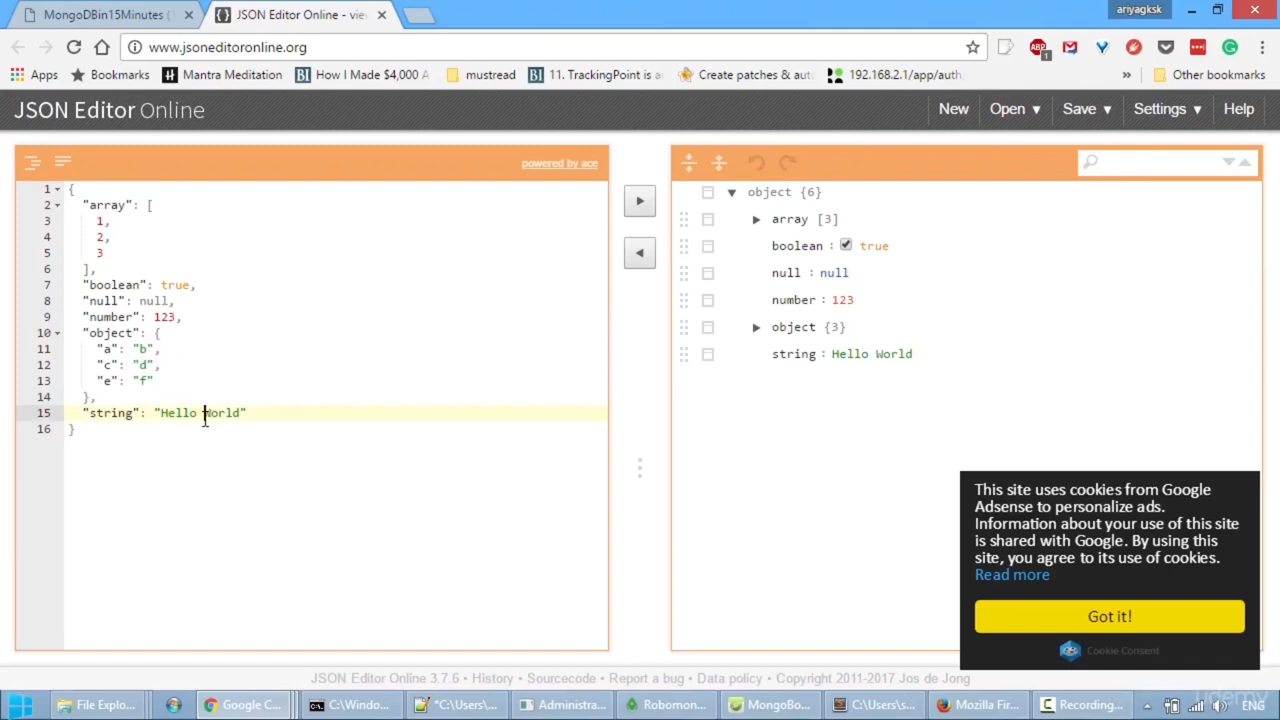 ariyagksk
MongoDBin15Minutes (
JSON Editor Online - vie
www.jsoneditoronline.org
ABP
1
Apps
Bookmarks
Mantra Meditation
BI How I Made $4,000 A
mustread
BI 11. TrackingPoint is a
Create patches & aut
192.168.2.1/app/auth
»
Other bookmarks
JSON Editor Online
New
Open ▼
Save ▼
Settings ▼
Help
powered by ace
1 {
2 "array": [
3 1,
4 2,
5 3
6 ],
7 "boolean": true,
8 "null": null,
9 "number": 123,
10 "object": {
11 "a": "b",
12 "c": "d",
13 "e": "f"
14 },
15 "string": "Hello World"
16 }
object {6}
array [3]
boolean : true
null : null
number : 123
object {3}
string : Hello World
This site uses cookies from Google
Adsense to personalize ads.
Information about your use of this site
is shared with Google. By using this
site, you agree to its use of cookies.
Read more
Got it!
Cookie Consent
JSON Editor Online 3.7.6 • History • Sourcecode • Report a bug • Data policy • Copyright 2011-2017 Jos de Jong
File Explo...
Google C...
C:\Windo...
*C:\Users\...
Administra...
Robomon...
MongoBo...
C:\Users\s...
Mozilla Fir...
Recording...
ENG
udemy